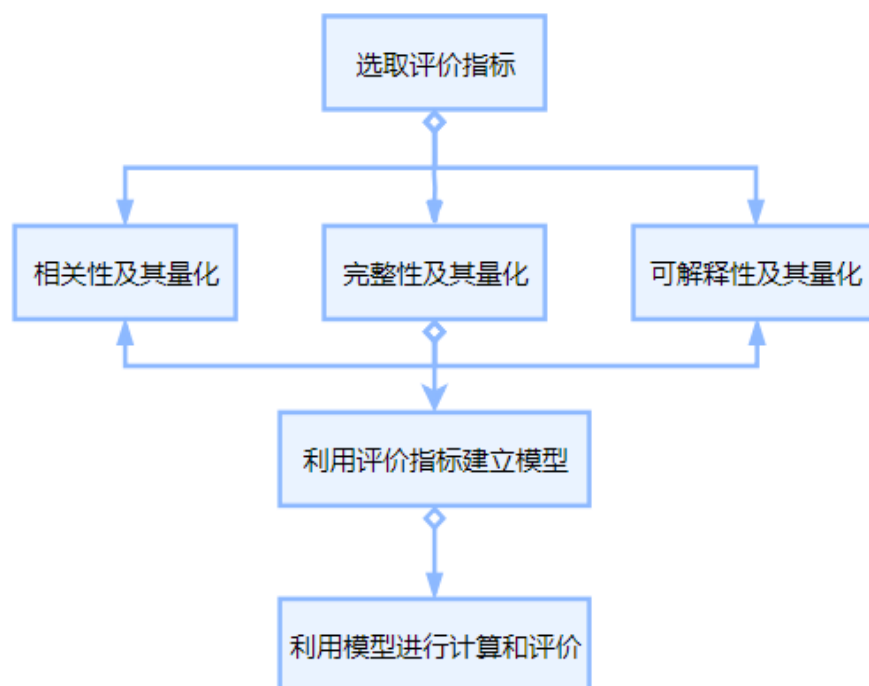 选取评价指标
相关性及其量化
完整性及其量化
可解释性及其量化
利用评价指标建立模型
利用模型进行计算和评价